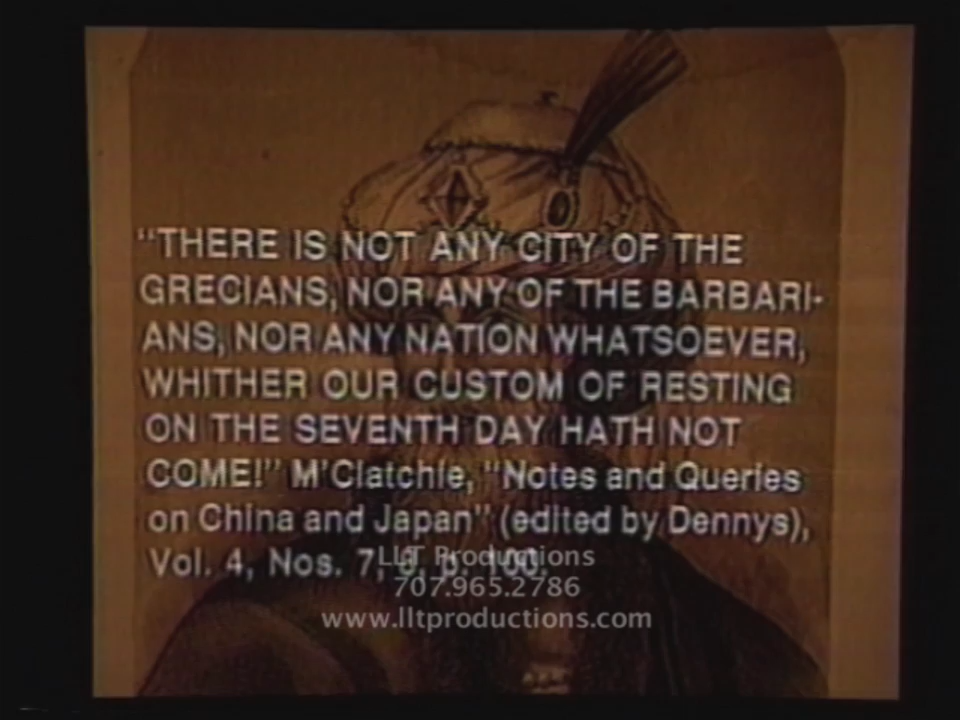 “THERE IS NOT ANY CITY OF THE
GRECIANS, NOR ANY OF THE BARBARI-
ANS, NOR ANY NATION WHATSOEVER,
WHITHER OUR CUSTOM OF RESTING
ON THE SEVENTH DAY HATH NOT
COME!” M'Clatchie, “Notes and Queries
on China and Japan” (edited by Dennys),
Vol. 4, Nos. 7, 8, p. 100.
LLT Productions
707.965.2786
www.lltproductions.com